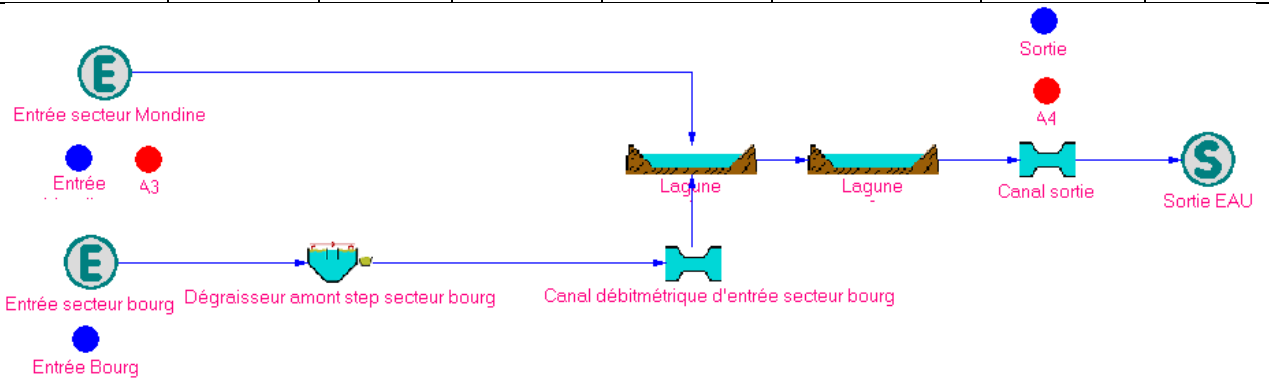 Sortie
E
Entrée secteur Mondine
A4
Entrée
A3
Lagune
Lagune
Canal sortie
S
Sortie EAU
E
Entrée secteur bourg
Dégraisseur amont step secteur bourg
Canal débitmétrique d'entrée secteur bourg
Entrée Bourg